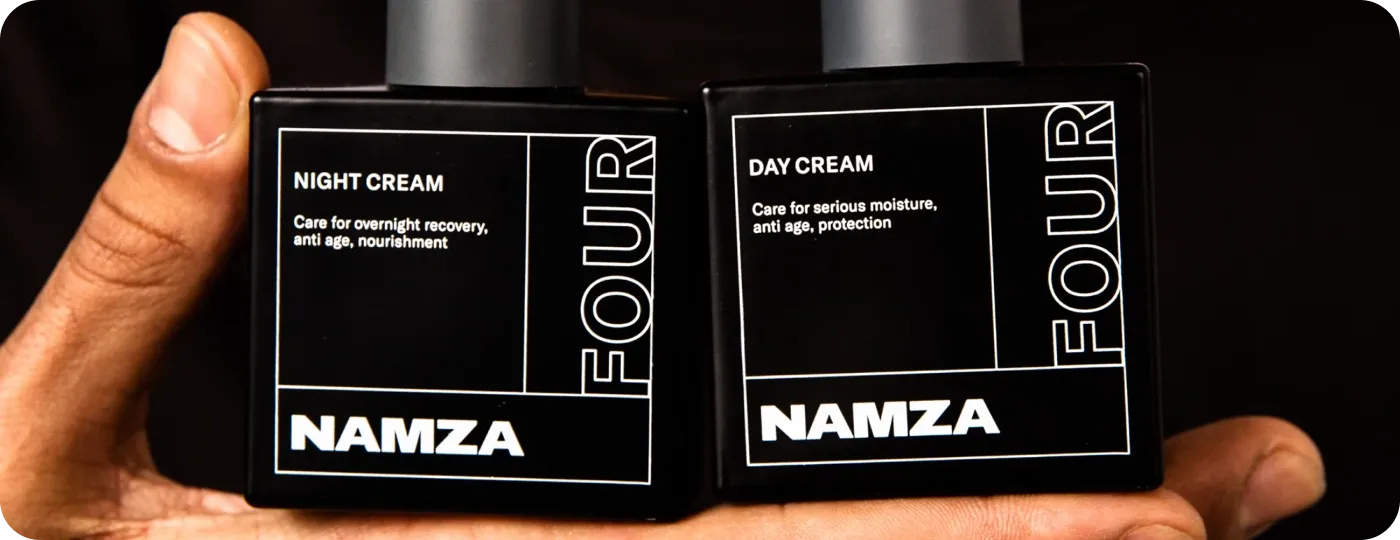 NIGHT CREAM
Care for overnight recovery,
anti age, nourishment
FOUR
NAMZA
DAY CREAM
Care for serious moisture,
anti age, protection
FOUR
NAMZA